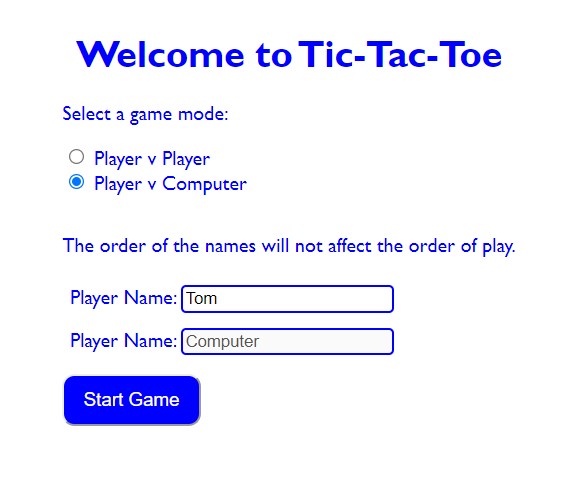 Welcome to Tic-Tac-Toe
Select a game mode:
Player v Player
Player v Computer
The order of the names will not affect the order of play.
Player Name: Tom
Player Name: Computer
Start Game